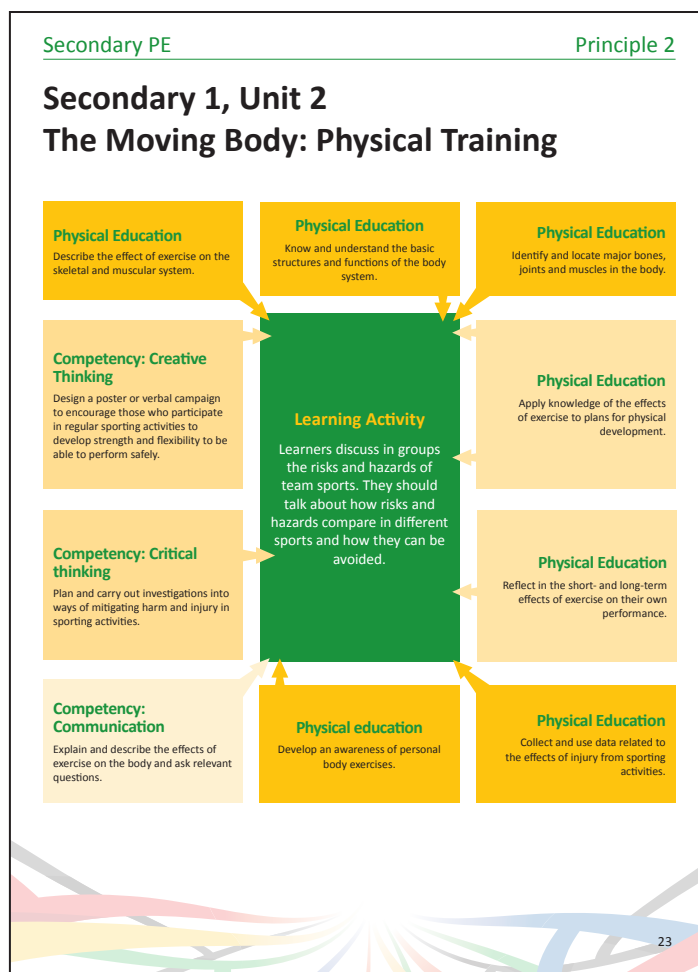 Secondary PE
Principle 2
Secondary 1, Unit 2
The Moving Body: Physical Training
Physical Education
Describe the effect of exercise on the
skeletal and muscular system.
Physical Education
Know and understand the basic
structures and functions of the body
system.
Physical Education
Identify and locate major bones,
joints and muscles in the body.
Competency: Creative
Thinking
Design a poster or verbal campaign
to encourage those who participate
in regular sporting activities to
develop strength and flexibility to be
able to perform safely.
Learning Activity
Learners discuss in groups
the risks and hazards of
team sports. They should
talk about how risks and
hazards compare in different
sports and how they can be
avoided.
Physical Education
Apply knowledge of the effects
of exercise to plans for physical
development.
Competency: Critical
thinking
Plan and carry out investigations into
ways of mitigating harm and injury in
sporting activities.
Physical Education
Reflect in the short- and long-term
effects of exercise on their own
performance.
Competency:
Communication
Explain and describe the effects of
exercise on the body and ask relevant
questions.
Physical education
Develop an awareness of personal
body exercises.
Physical Education
Collect and use data related to
the effects of injury from sporting
activities.
23